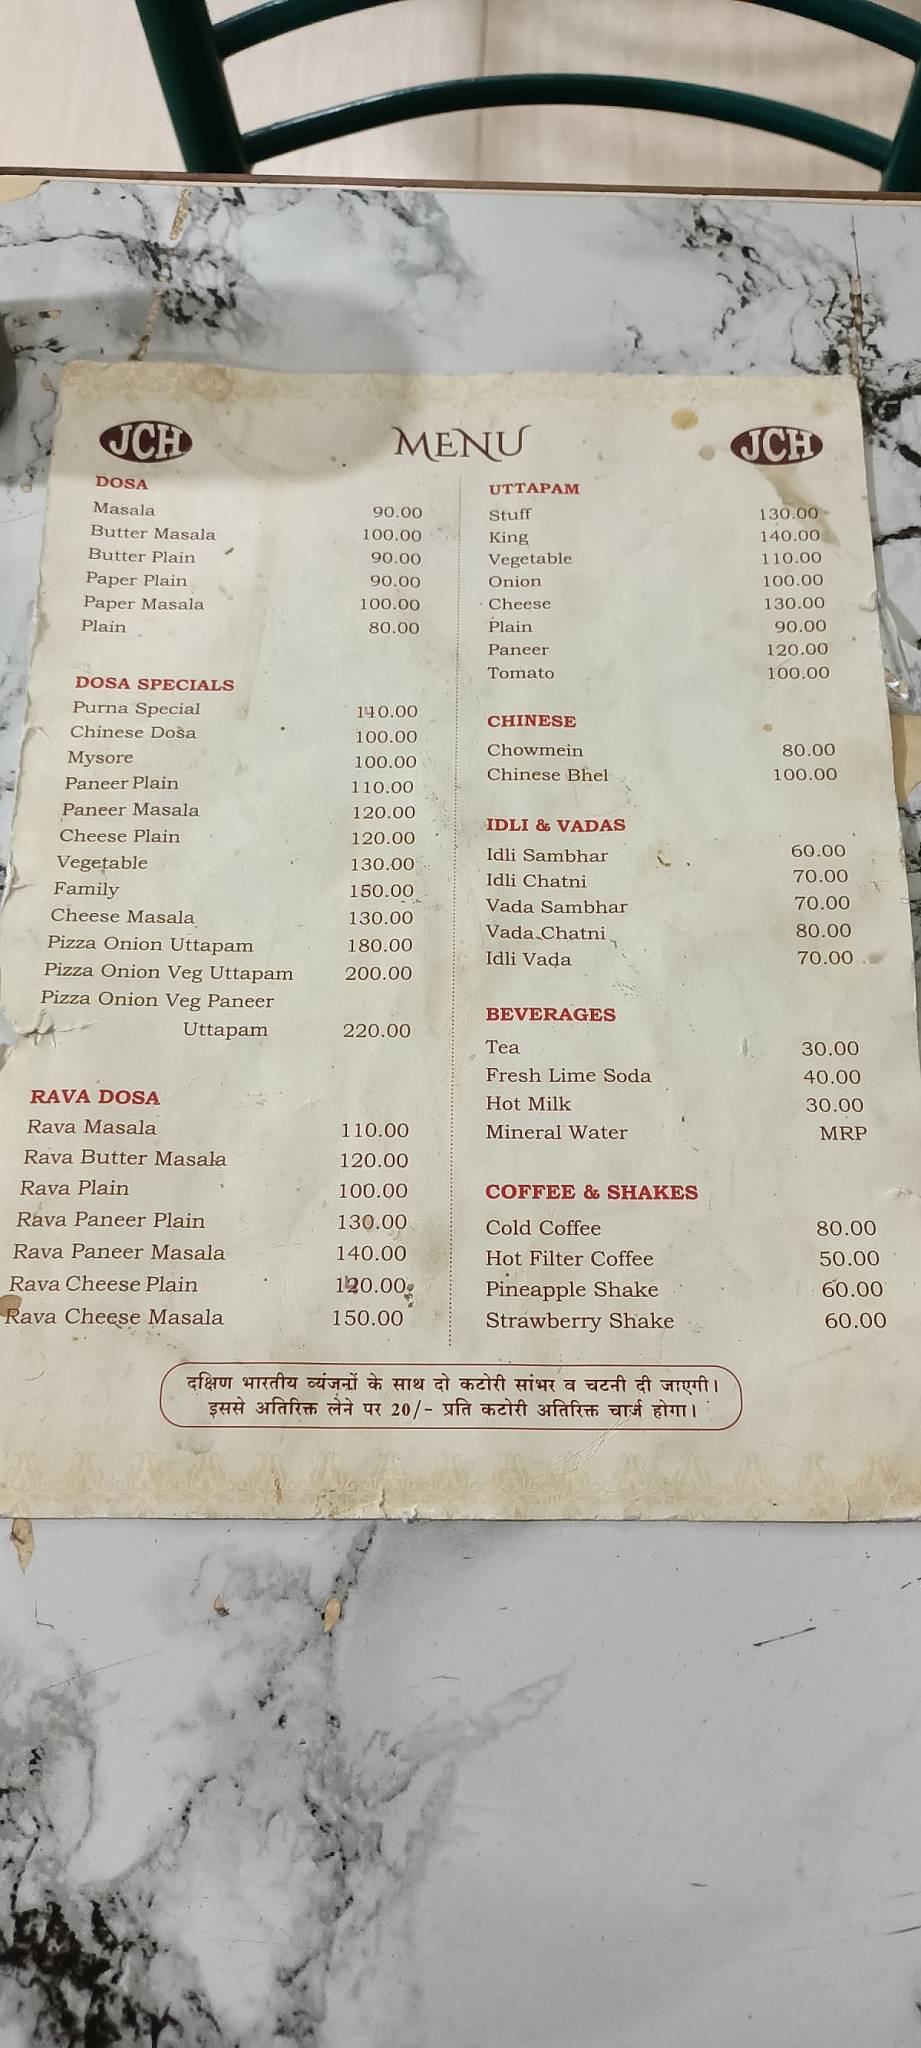 JCH MENU JCH
DOSA
Masala 90.00
Butter Masala 100.00
Butter Plain 90.00
Paper Plain 90.00
Paper Masala 100.00
Plain 80.00
DOSA SPECIALS
Purna Special 110.00
Chinese Dosa 100.00
Mysore 100.00
Paneer Plain 110.00
Paneer Masala 120.00
Cheese Plain 120.00
Vegetable 130.00
Family 150.00
Cheese Masala 130.00
Pizza Onion Uttapam 180.00
Pizza Onion Veg Uttapam 200.00
Pizza Onion Veg Paneer
Uttapam 220.00
RAVA DOSA
Rava Masala 110.00
Rava Butter Masala 120.00
Rava Plain 100.00
Rava Paneer Plain 130.00
Rava Paneer Masala 140.00
Rava Cheese Plain 120.00
Rava Cheese Masala 150.00
UTTAPAM
Stuff 130.00
King 140.00
Vegetable 110.00
Onion 100.00
Cheese 130.00
Plain 90.00
Paneer 120.00
Tomato 100.00
CHINESE
Chowmein 80.00
Chinese Bhel 100.00
IDLI & VADAS
Idli Sambhar 60.00
Idli Chatni 70.00
Vada Sambhar 70.00
Vada Chatni 80.00
Idli Vada 70.00
BEVERAGES
Tea 30.00
Fresh Lime Soda 40.00
Hot Milk 30.00
Mineral Water MRP
COFFEE & SHAKES
Cold Coffee 80.00
Hot Filter Coffee 50.00
Pineapple Shake 60.00
Strawberry Shake 60.00
दक्षिण भारतीय व्यंजनों के साथ दो कटोरी सांभर व चटनी दी जाएगी।
इससे अतिरिक्त लेने पर 20/- प्रति कटोरी अतिरिक्त चार्ज होगा।